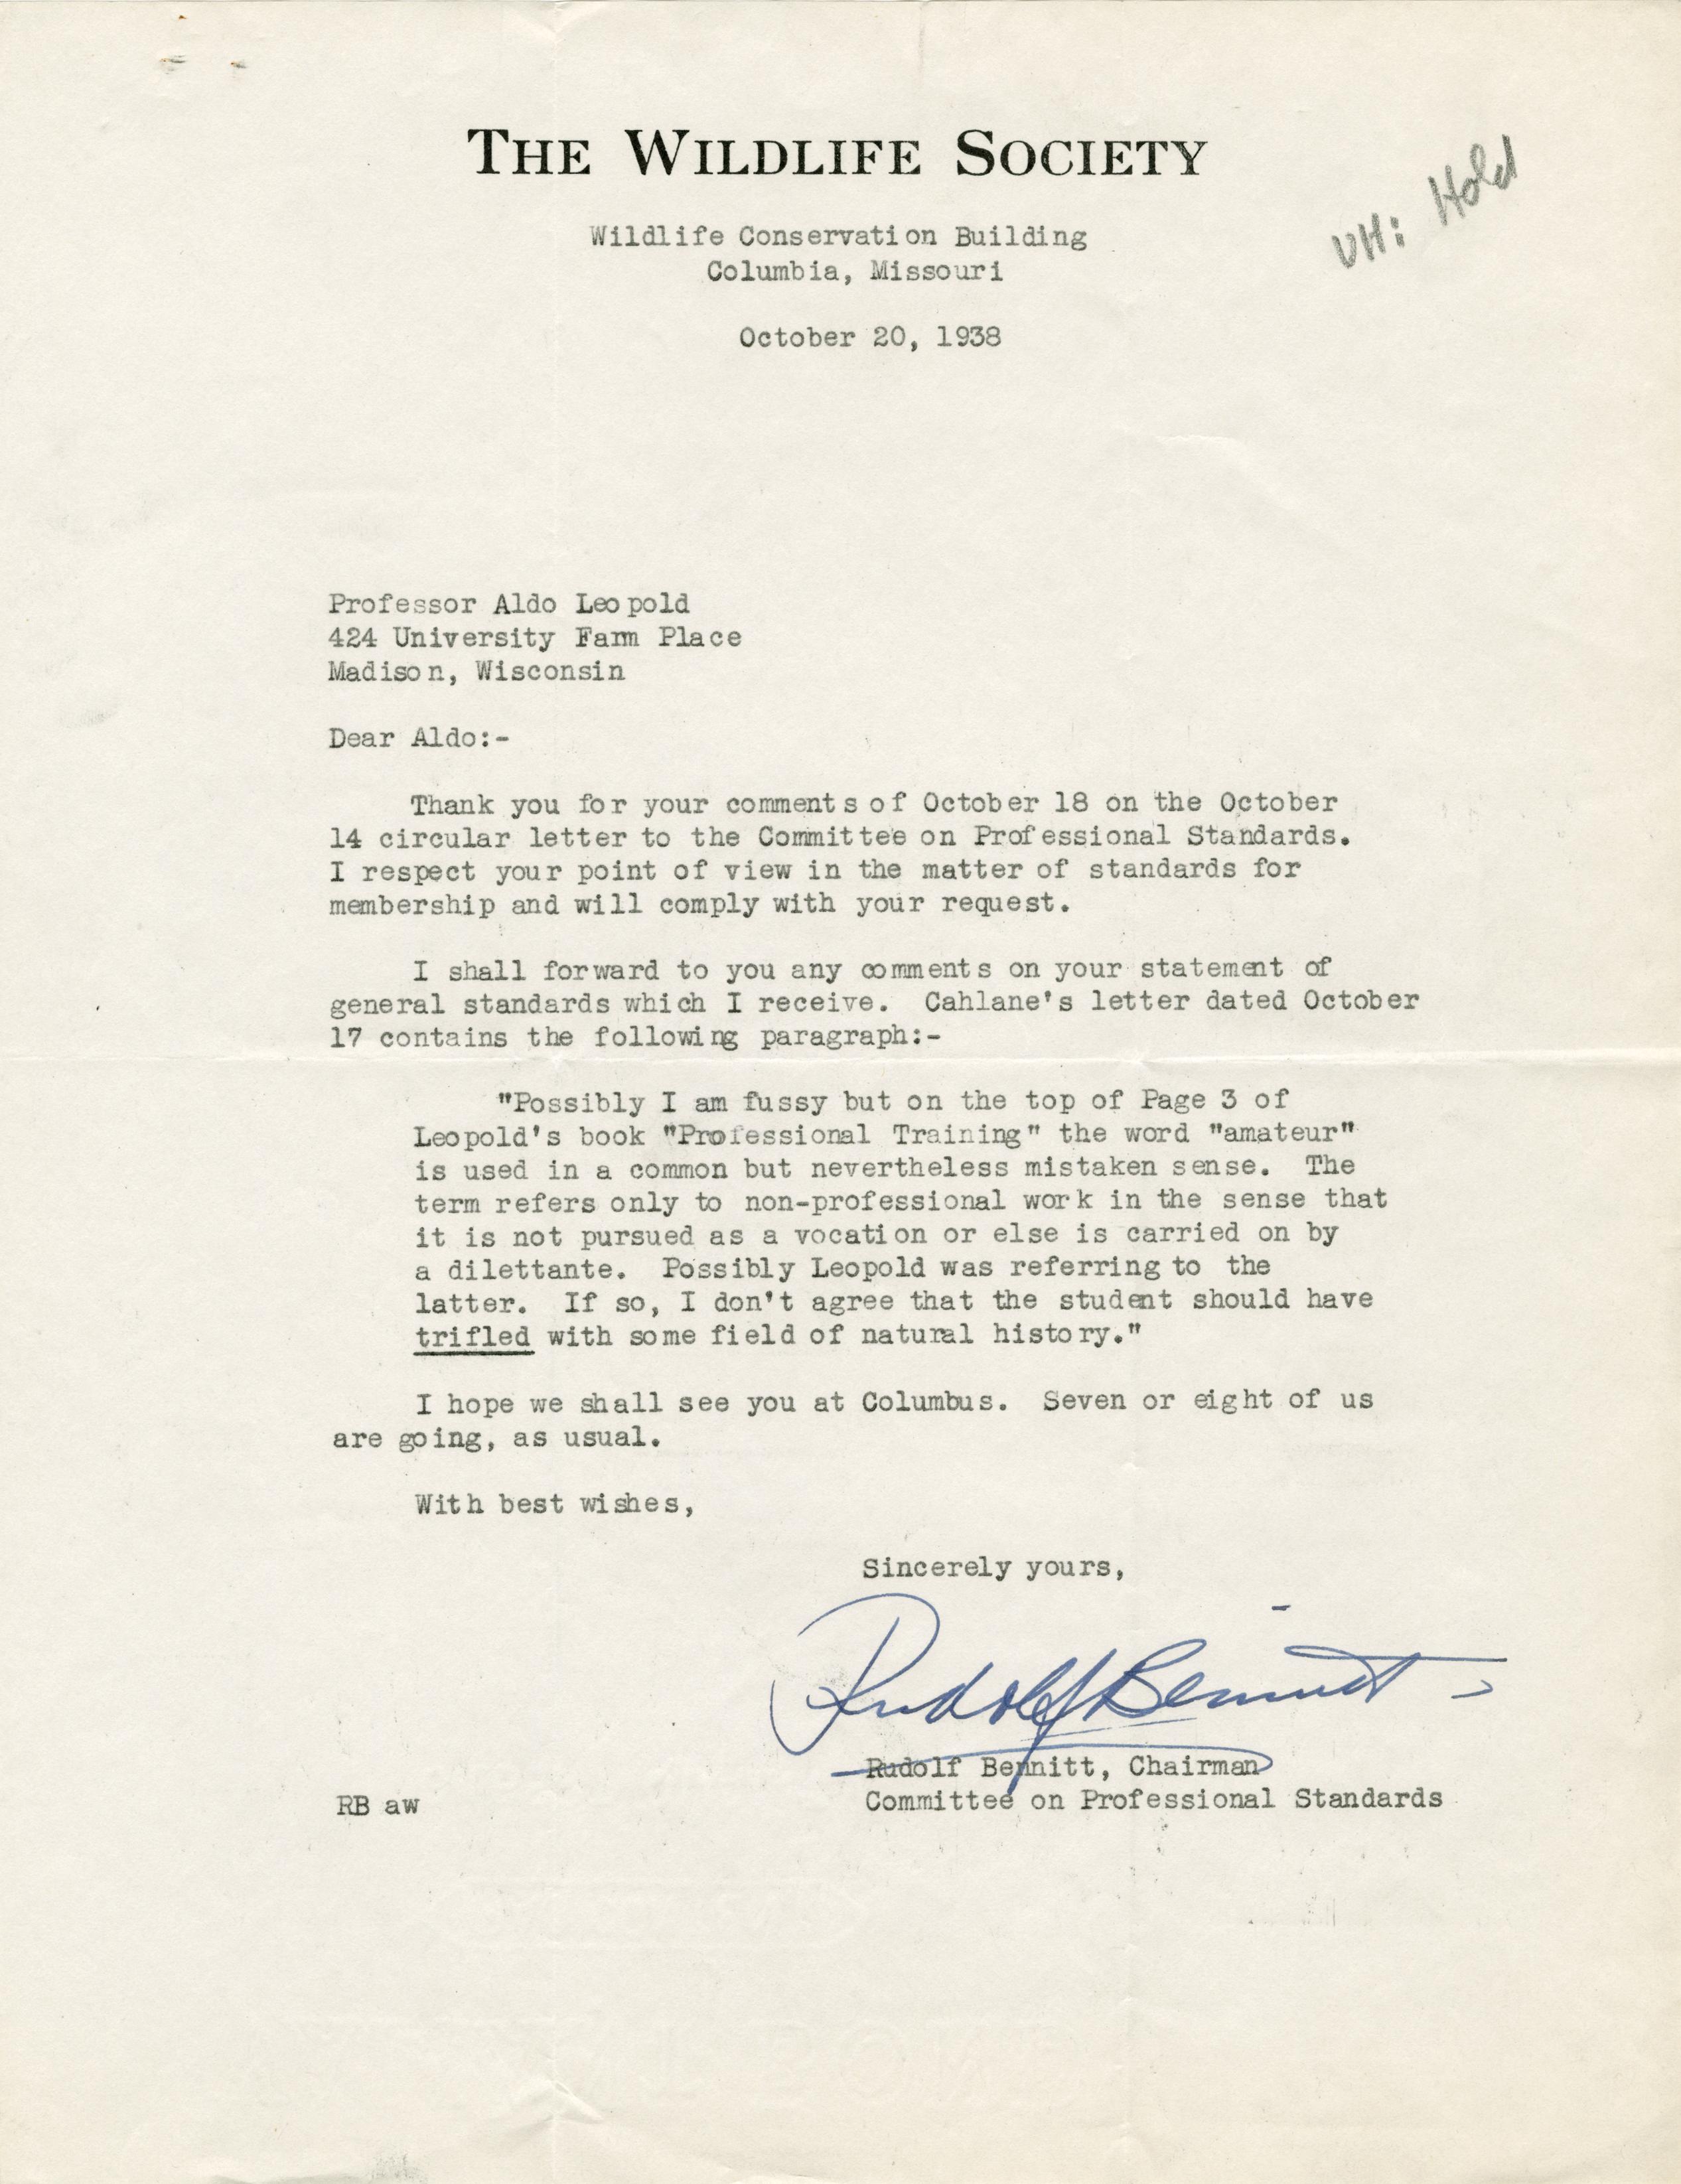 THE WILDLIFE SOCIETY
VH: Hold
Wildlife Conservation Building
Columbia, Missouri
October 20, 1938
Professor Aldo Leopold
424 University Farm Place
Madison, Wisconsin
Dear Aldo:-
Thank you for your comments of October 18 on the October
14 circular letter to the Committee on Professional Standards.
I respect your point of view in the matter of standards for
membership and will comply with your request.
I shall forward to you any comments on your statement of
general standards which I receive. Cahlane's letter dated October
17 contains the following paragraph:-
"Possibly I am fussy but on the top of Page 3 of
Leopold's book "Professional Training" the word "amateur"
is used in a common but nevertheless mistaken sense. The
term refers only to non-professional work in the sense that
it is not pursued as a vocation or else is carried on by
a dilettante. Possibly Leopold was referring to the
latter. If so, I don't agree that the student should have
trifled with some field of natural history."
I hope we shall see you at Columbus. Seven or eight of us
are going, as usual.
With best wishes,
Sincerely yours,
Rudolf Bennitt
Rudolf Bennitt, Chairman
Committee on Professional Standards
RB aw